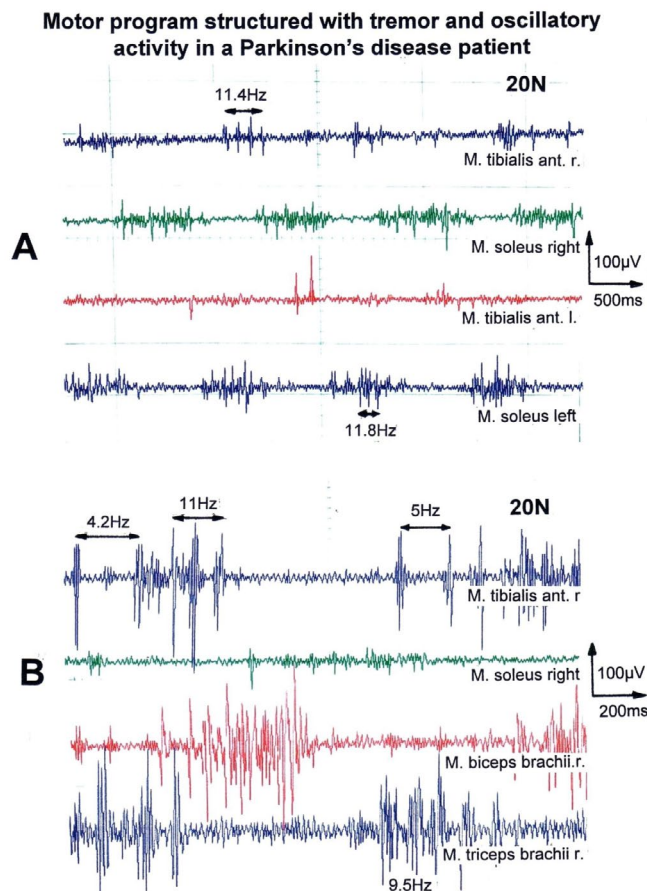 Motor program structured with tremor and oscillatory
activity in a Parkinson's disease patient
11.4Hz
20N
M. tibialis ant. r.
M. soleus right
A
100µV
500ms
M. tibialis ant. l.
M. soleus left
11.8Hz
4.2Hz
11Hz
5Hz
20N
M. tibialis ant. r
M. soleus right
B
100µV
200ms
M. biceps brachii r.
M. triceps brachii r.
9.5Hz